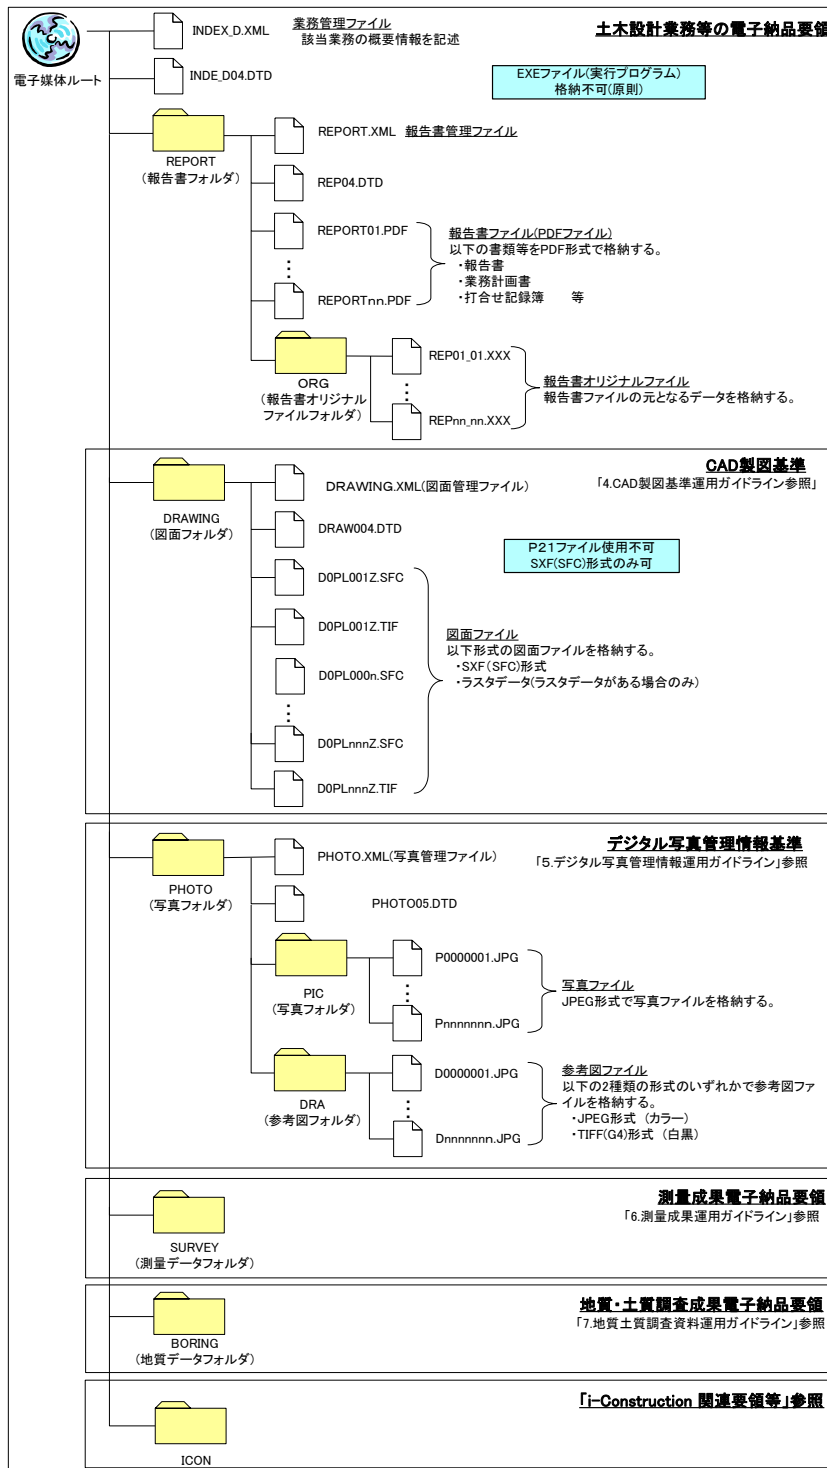 INDEX_D.XML
業務管理ファイル
該当業務の概要情報を記述
土木設計業務等の電子納品要領
電子媒体ルート
INDE_D04.DTD
EXEファイル(実行プログラム)
格納不可(原則)
REPORT
(報告書フォルダ)
REPORT.XML 報告書管理ファイル
REP04.DTD
REPORT01.PDF
報告書ファイル(PDFファイル)
以下の書類等をPDF形式で格納する。
・報告書
・業務計画書
・打合せ記録簿 等
REPORTnn.PDF
ORG
(報告書オリジナル
ファイルフォルダ)
REP01_01.XXX
報告書オリジナルファイル
報告書ファイルの元となるデータを格納する。
REPnn_nn.XXX
CAD製図基準
「4.CAD製図基準運用ガイドライン参照」
DRAWING
(図面フォルダ)
DRAWING.XML(図面管理ファイル)
DRAW004.DTD
P21ファイル使用不可
SXF(SFC)形式のみ可
D0PL001Z.SFC
D0PL001Z.TIF
図面ファイル
以下形式の図面ファイルを格納する。
・SXF(SFC)形式
・ラスタデータ(ラスタデータがある場合のみ)
D0PL000n.SFC
D0PLnnnZ.SFC
D0PLnnnZ.TIF
デジタル写真管理情報基準
「5.デジタル写真管理情報運用ガイドライン」参照
PHOTO
(写真フォルダ)
PHOTO.XML(写真管理ファイル)
PHOTO05.DTD
PIC
(写真フォルダ)
P0000001.JPG
写真ファイル
JPEG形式で写真ファイルを格納する。
Pnnnnnnn.JPG
DRA
(参考図フォルダ)
D0000001.JPG
参考図ファイル
以下の2種類の形式のいずれかで参考図ファ
イルを格納する。
・JPEG形式 (カラー)
・TIFF(G4)形式 (白黒)
Dnnnnnnn.JPG
測量成果電子納品要領
「6.測量成果運用ガイドライン」参照
SURVEY
(測量データフォルダ)
地質・土質調査成果電子納品要領
「7.地質土質調査資料運用ガイドライン」参照
BORING
(地質データフォルダ)
「i-Construction 関連要領等」参照
ICON